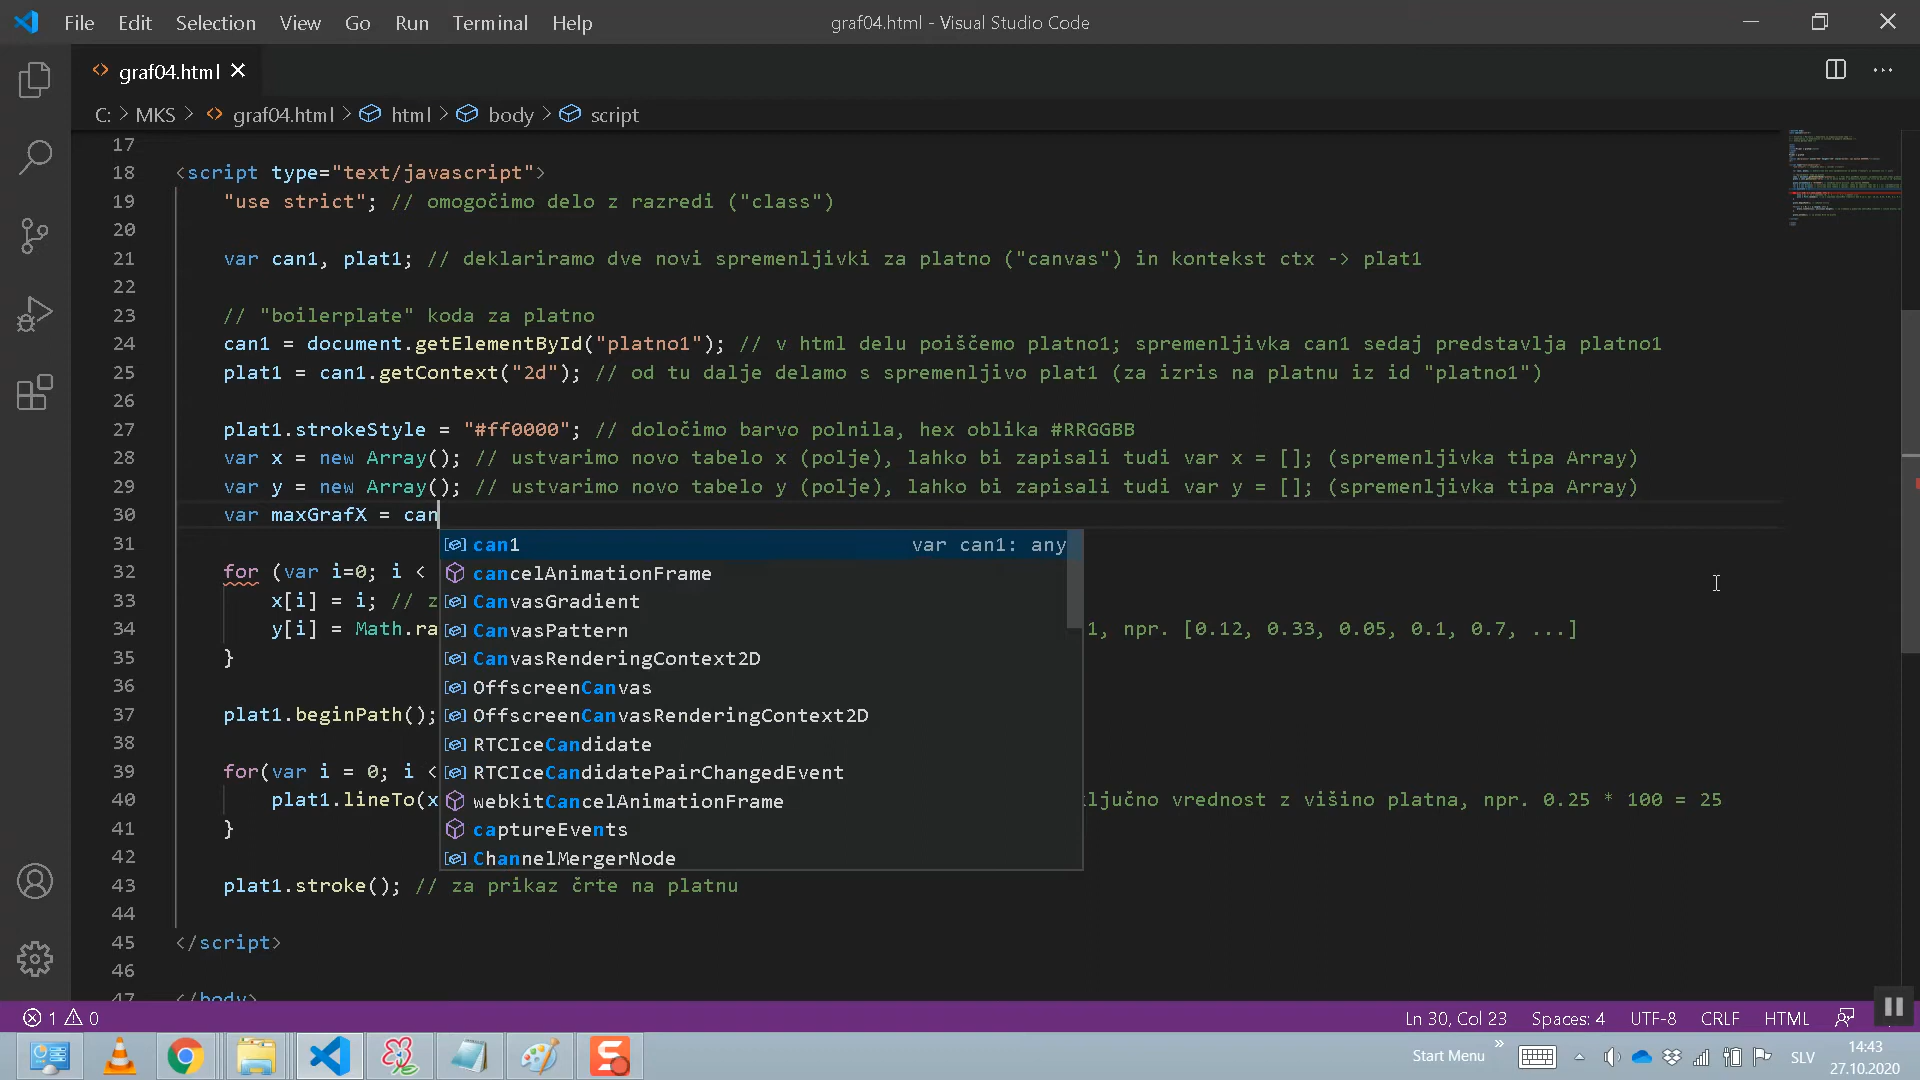 File Edit Selection View Go Run Terminal Help
graf04.html - Visual Studio Code
graf04.html
C: > MKS > graf04.html > html > body > script
17
18 <script type="text/javascript">
19 "use strict"; // omogočimo delo z razredi ("class")
20
21 var can1, plat1; // deklariramo dve novi spremenljivki za platno ("canvas") in kontekst ctx -> plat1
22
23 // "boilerplate" koda za platno
24 can1 = document.getElementById("platno1"); // v html delu poiščemo platno1; spremenljivka can1 sedaj predstavlja platno1
25 plat1 = can1.getContext("2d"); // od tu dalje delamo s spremenljivo plat1 (za izris na platnu iz id "platno1")
26
27 plat1.strokeStyle = "#ff0000"; // določimo barvo polnila, hex oblika #RRGGBB
28 var x = new Array(); // ustvarimo novo tabelo x (polje), lahko bi zapisali tudi var x = []; (spremenljivka tipa Array)
29 var y = new Array(); // ustvarimo novo tabelo y (polje), lahko bi zapisali tudi var y = []; (spremenljivka tipa Array)
30 var maxGrafX = can
31 can1 var can1: any
cancelAnimationFrame
32 for (var i=0; i <
CanvasGradient
33 x[i] = i; // z
CanvasPattern
34 y[i] = Math.ra 1, npr. [0.12, 0.33, 0.05, 0.1, 0.7, ...]
CanvasRenderingContext2D
35 }
OffscreenCanvas
36
OffscreenCanvasRenderingContext2D
37 plat1.beginPath();
RTCIceCandidate
38
RTCIceCandidatePairChangedEvent
39 for(var i = 0; i <
webkitCancelAnimationFrame
40 plat1.lineTo(x ljučno vrednost z višino platna, npr. 0.25 * 100 = 25
captureEvents
41 }
ChannelMergerNode
42
43 plat1.stroke(); // za prikaz črte na platnu
44
45 </script>
46
47 </body>
1 0
Ln 30, Col 23 Spaces: 4 UTF-8 CRLF HTML
Start Menu
SLV
14:43
27.10.2020